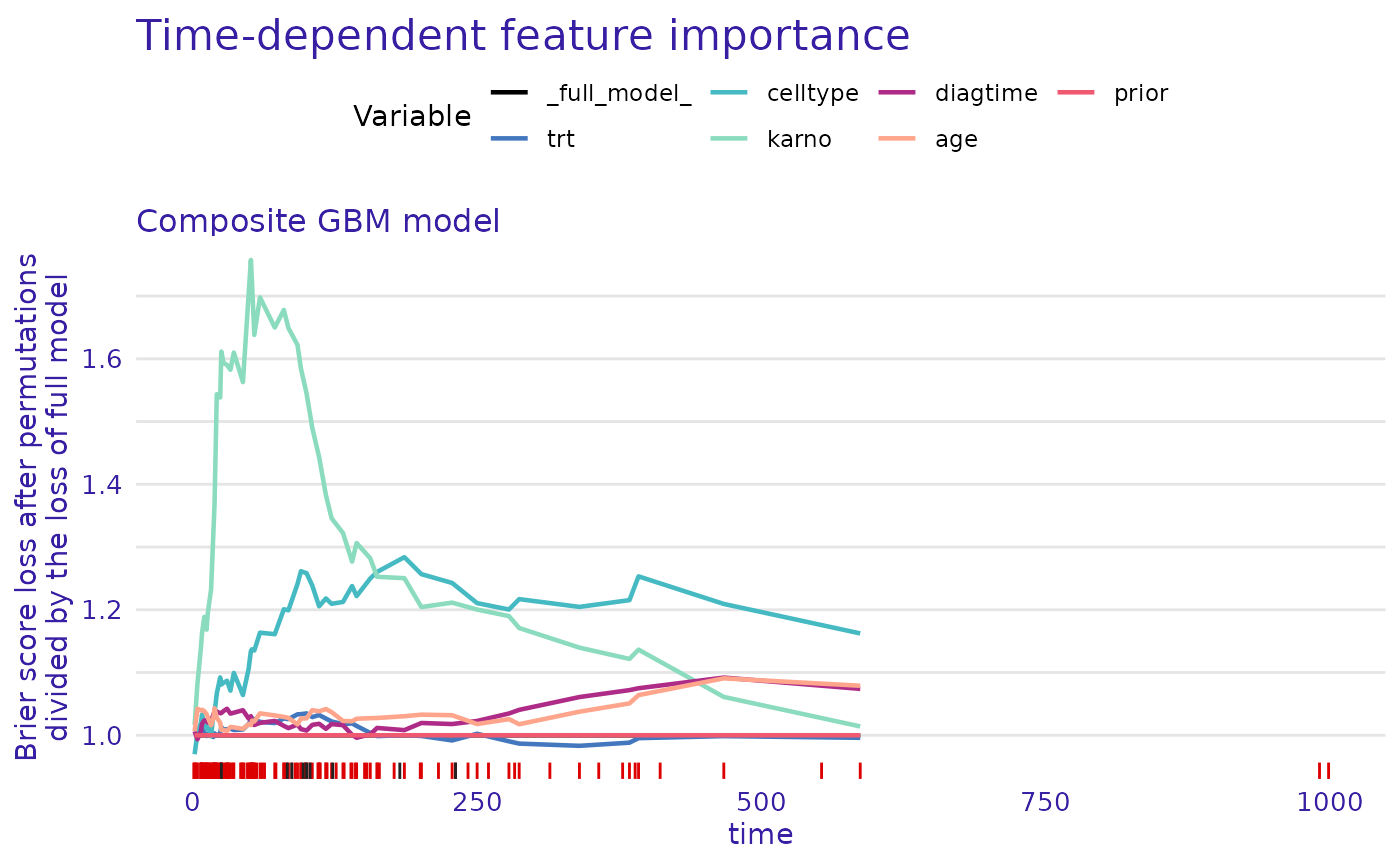 Time-dependent feature importance
Variable
_full_model_ celltype diagtime prior
trt karno age
Composite GBM model
Brier score loss after permutations
divided by the loss of full model
1.6
1.4
1.2
1.0
0 250 500 750 1000
time